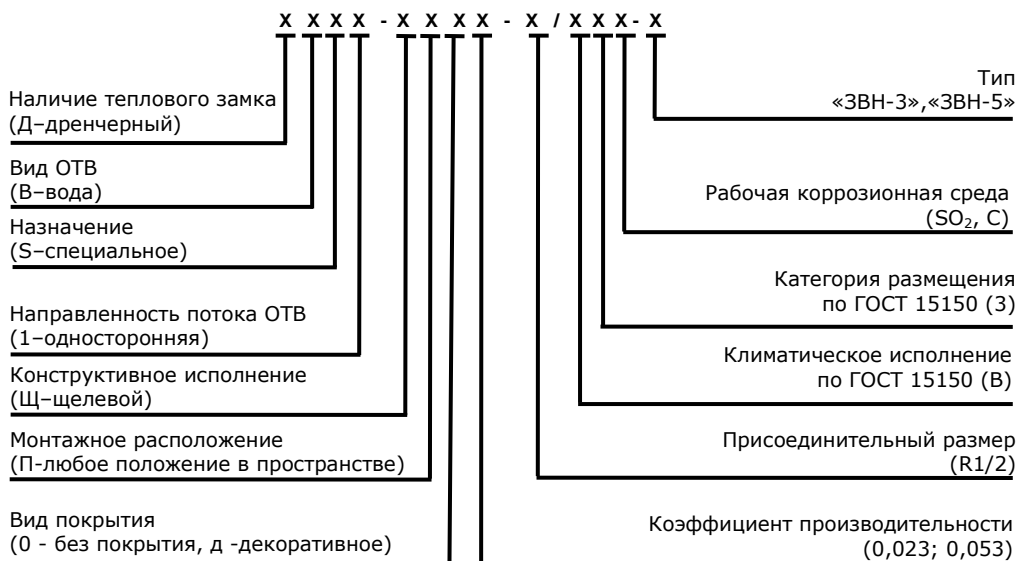 X X X X - X X X X - X / X X X - X
Наличие теплового замка
(Д–дренчерный)
Вид ОТВ
(В–вода)
Назначение
(S–специальное)
Направленность потока ОТВ
(1–односторонняя)
Конструктивное исполнение
(Щ–щелевой)
Монтажное расположение
(П-любое положение в пространстве)
Вид покрытия
(0 - без покрытия, д -декоративное)
Тип
«ЗВН-3»,«ЗВН-5»
Рабочая коррозионная среда
(SO₂, C)
Категория размещения
по ГОСТ 15150 (3)
Климатическое исполнение
по ГОСТ 15150 (В)
Присоединительный размер
(R1/2)
Коэффициент производительности
(0,023; 0,053)